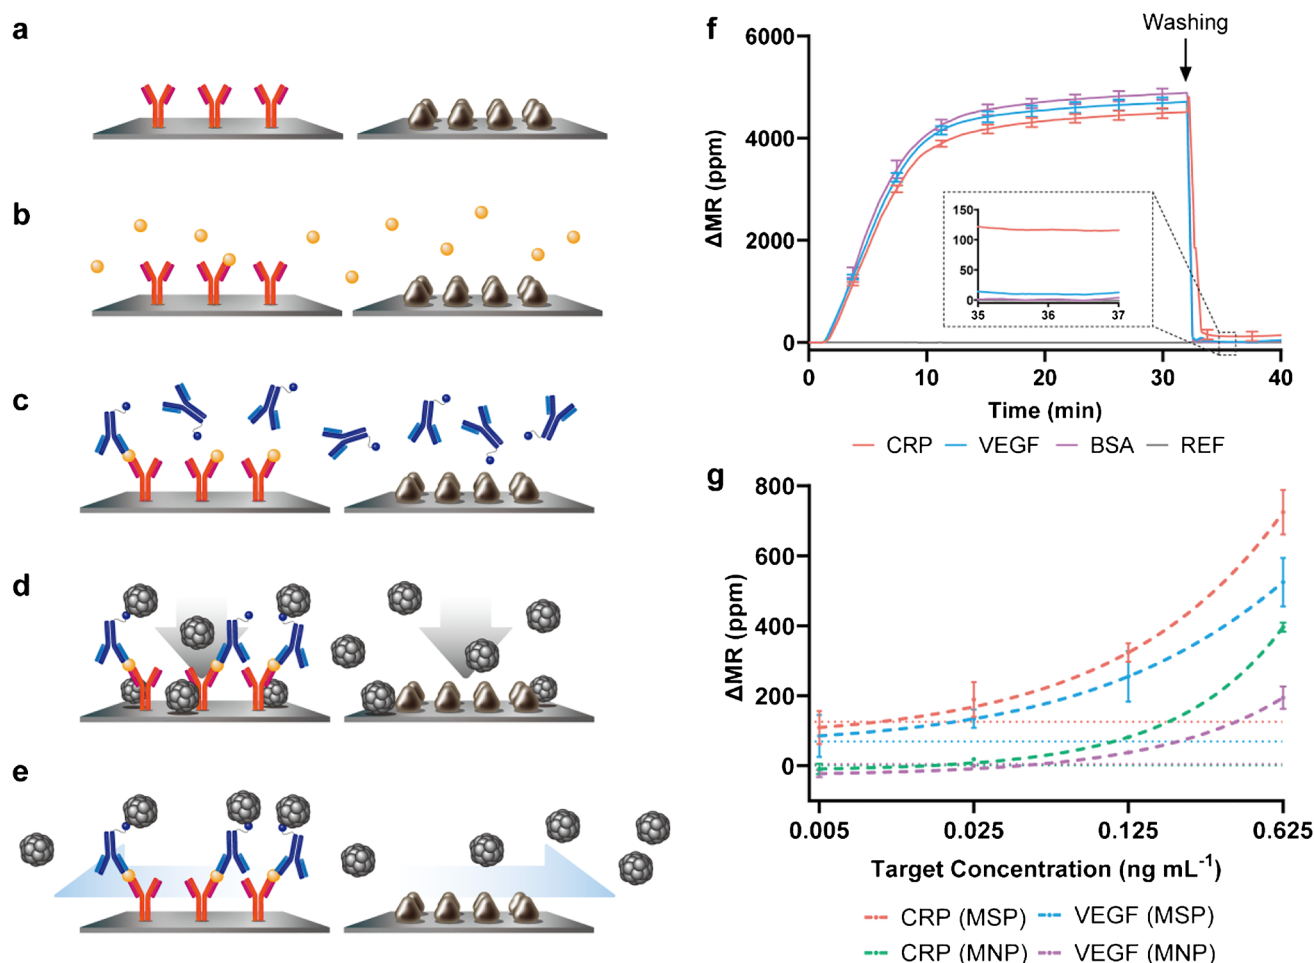 a
b
c
d
e
f
Washing
6000
4000
2000
0
ΔMR (ppm)
150
100
50
0
35 36 37
0 10 20 30 40
Time (min)
CRP VEGF BSA REF
g
800
600
400
200
0
ΔMR (ppm)
0.005 0.025 0.125 0.625
Target Concentration (ng mL⁻¹)
CRP (MSP) VEGF (MSP)
CRP (MNP) VEGF (MNP)